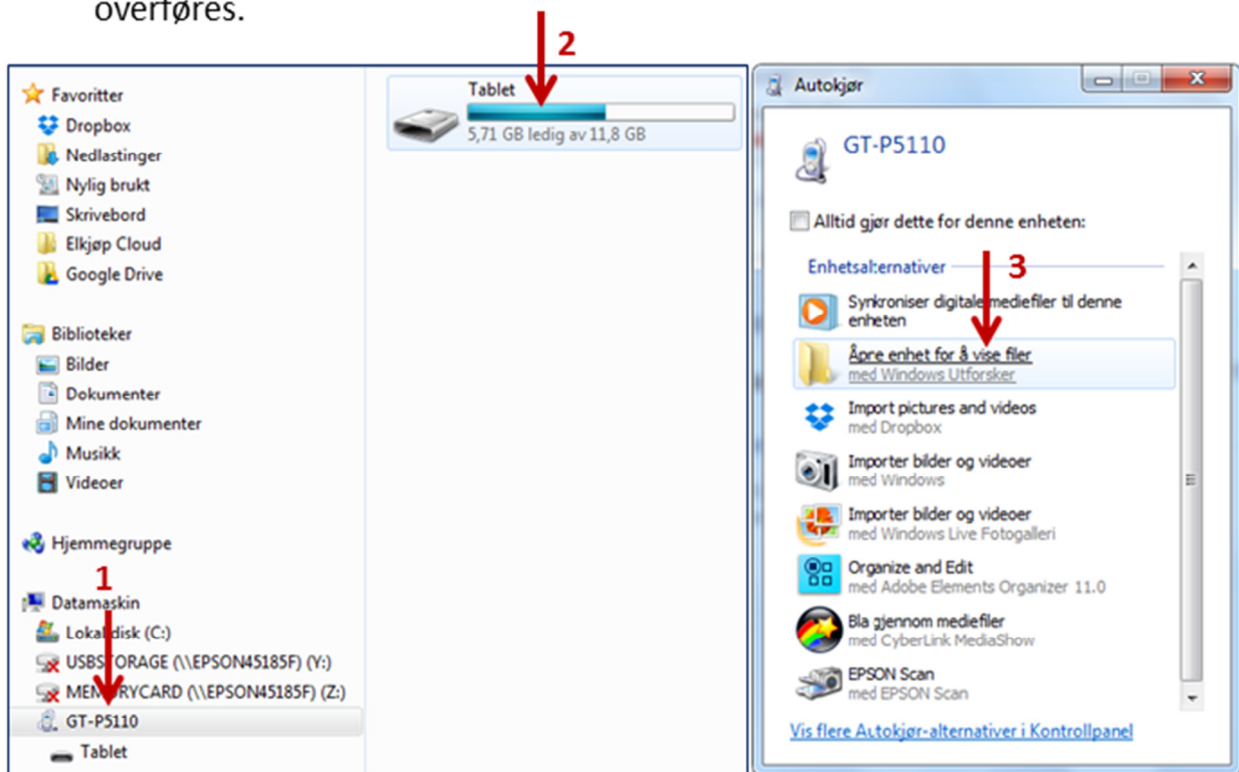 overføres.
2
Favoritter
Dropbox
Nedlastinger
Nylig brukt
Skrivebord
Elkjøp Cloud
Google Drive
Biblioteker
Bilder
Dokumenter
Mine dokumenter
Musikk
Videoer
Hjemmegruppe
1
Datamaskin
Lokal disk (C:)
USBSTORAGE (\\EPSON45185F) (Y:)
MEMORYCARD (\\EPSON45185F) (Z:)
GT-P5110
Tablet
Tablet
5,71 GB ledig av 11,8 GB
Autokjør
GT-P5110
Alltid gjør dette for denne enheten:
Enhetsalternativer
3
Synkroniser digitale mediefiler til denne
enheten
Åpne enhet for å vise filer
med Windows Utforsker
Import pictures and videos
med Dropbox
Importer bilder og videoer
med Windows
Importer bilder og videoer
med Windows Live Fotogalleri
Organize and Edit
med Adobe Elements Organizer 11.0
Bla gjennom mediefiler
med CyberLink MediaShow
EPSON Scan
med EPSON Scan
Vis flere Autokjør-alternativer i Kontrollpanel